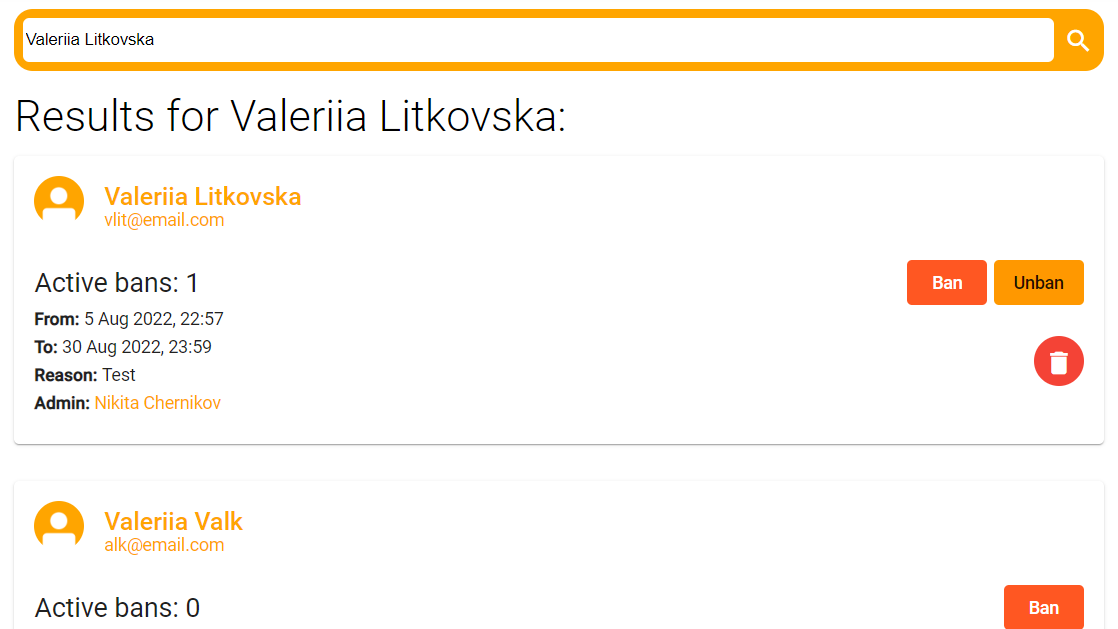 Valeriia Litkovska
Results for Valeriia Litkovska:
Valeriia Litkovska
vlit@email.com
Active bans: 1
Ban
Unban
From: 5 Aug 2022, 22:57
To: 30 Aug 2022, 23:59
Reason: Test
Admin: Nikita Chernikov
Valeriia Valk
alk@email.com
Active bans: 0
Ban